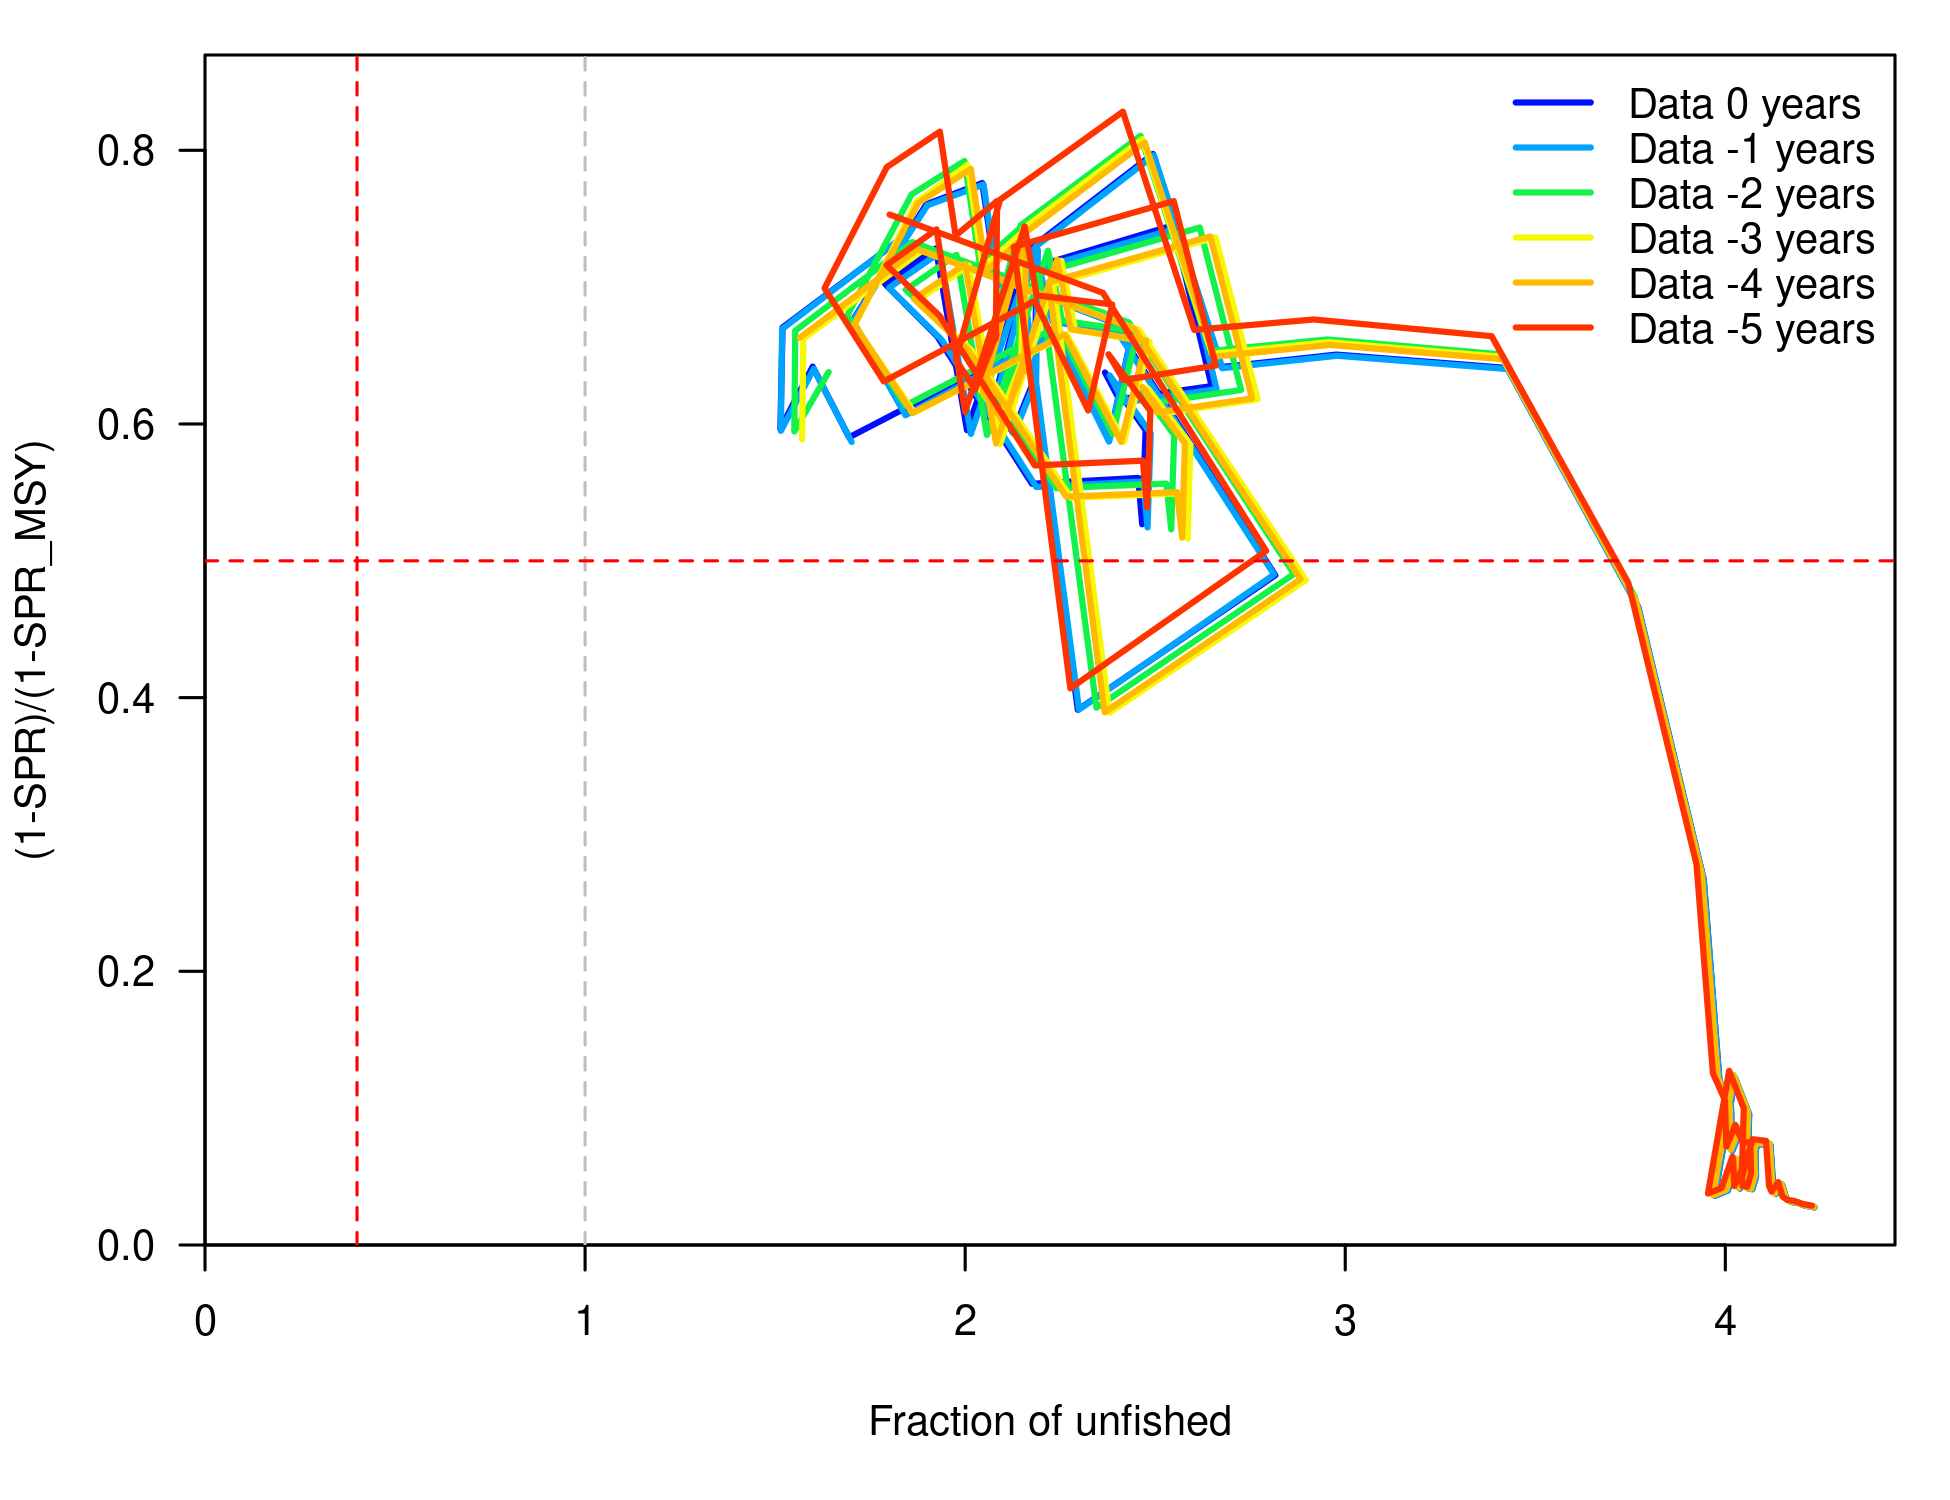 Data 0 years
Data -1 years
Data -2 years
Data -3 years
Data -4 years
Data -5 years
0.8
0.6
0.4
0.2
0.0
(1-SPR)/(1-SPR_MSY)
0 1 2 3 4
Fraction of unfished